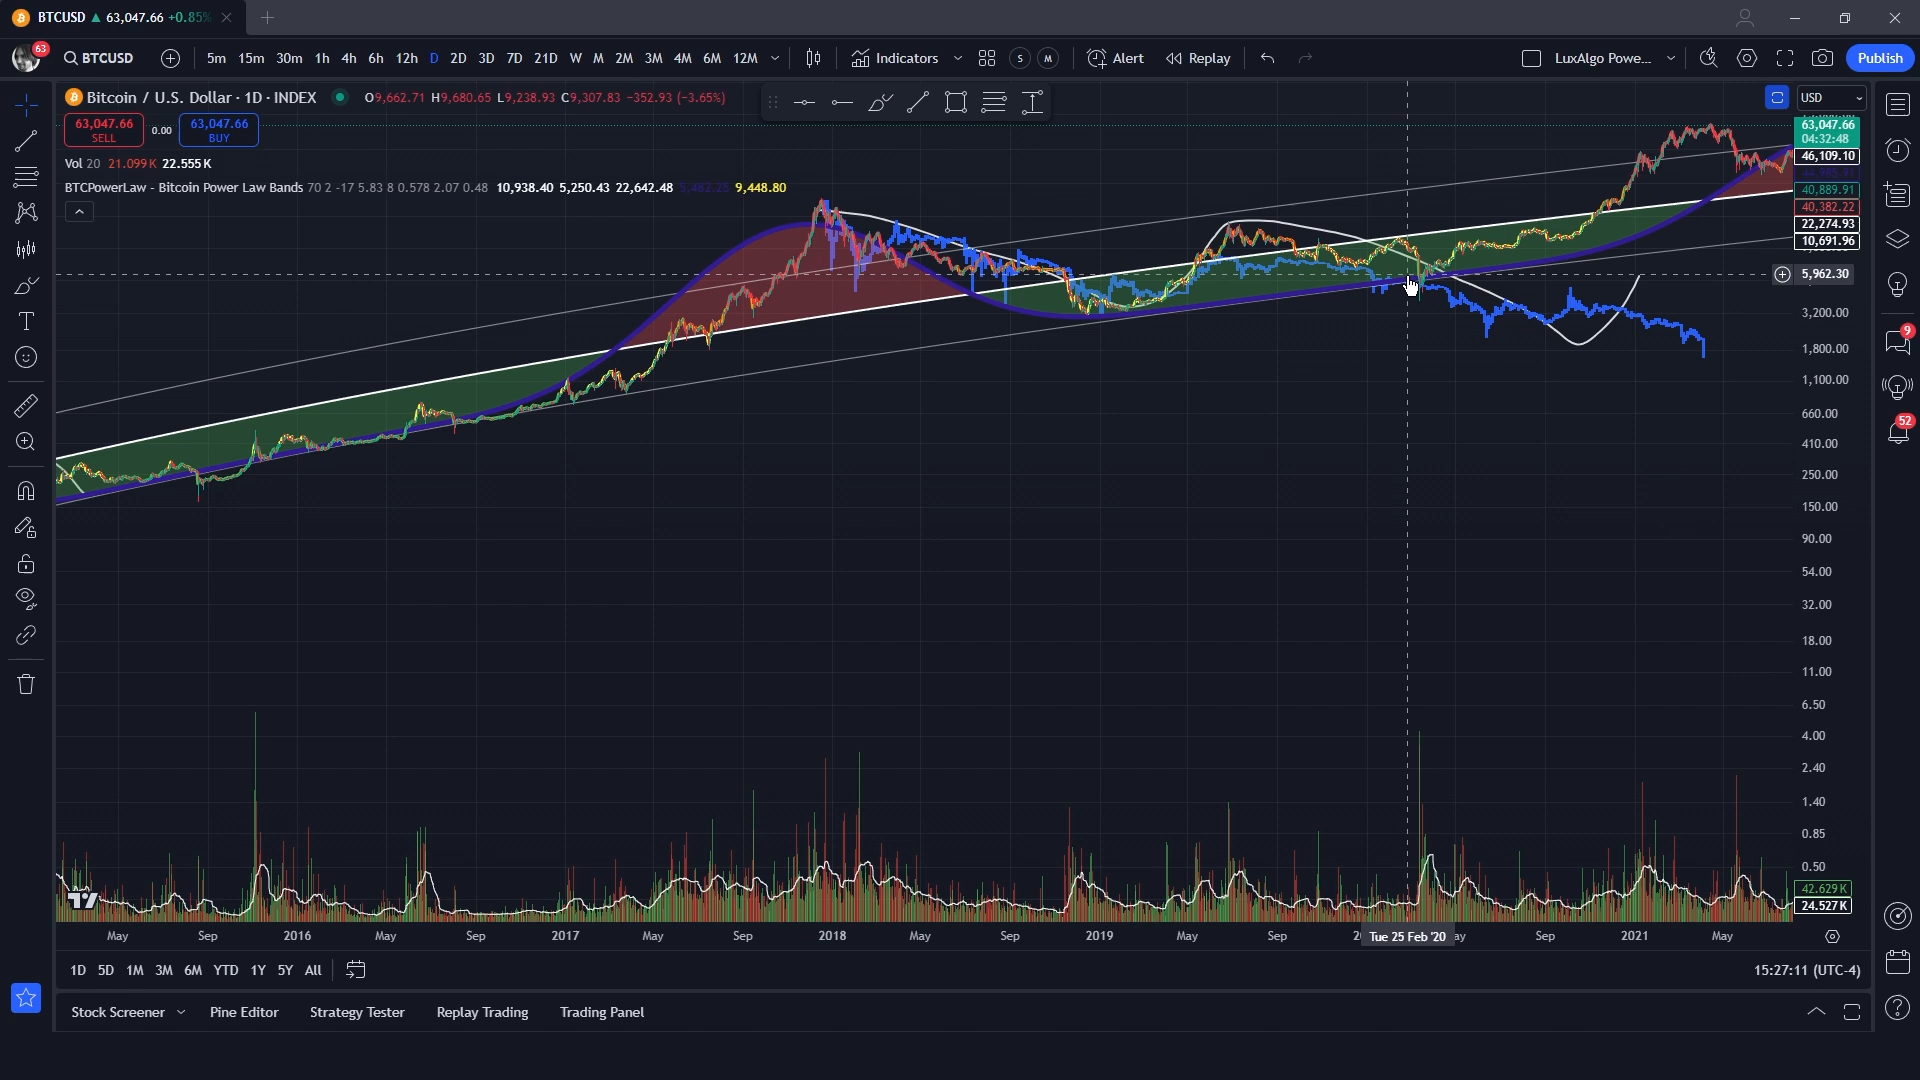 BTCUSD ▲ 63,047.66 +0.85%
63 BTCUSD 5m 15m 30m 1h 4h 6h 12h D 2D 3D 7D 21D W M 2M 3M 4M 6M 12M Indicators S M Alert Replay LuxAlgo Powe... Publish
Bitcoin / U.S. Dollar · 1D · INDEX O9,662.71 H9,680.65 L9,238.93 C9,307.83 −352.93 (−3.65%)
USD
63,047.66 SELL 0.00 63,047.66 BUY
Vol 20 21.099K 22.555K
BTCPowerLaw - Bitcoin Power Law Bands 70 2 -17 5.83 8 0.578 2.07 0.48 10,938.40 5,250.43 22,642.48 5,482.25 9,448.80
63,047.66
04:32:48
46,109.10
40,889.91
40,382.22
22,274.93
10,691.96
5,962.30
3,200.00
1,800.00
1,100.00
660.00
410.00
250.00
150.00
90.00
54.00
32.00
18.00
11.00
6.50
4.00
2.40
1.40
0.85
0.50
42.629K
24.527K
9
52
May Sep 2016 May Sep 2017 May Sep 2018 May Sep 2019 May Sep Tue 25 Feb '20 Sep 2021 May
1D 5D 1M 3M 6M YTD 1Y 5Y All 15:27:11 (UTC-4)
Stock Screener Pine Editor Strategy Tester Replay Trading Trading Panel